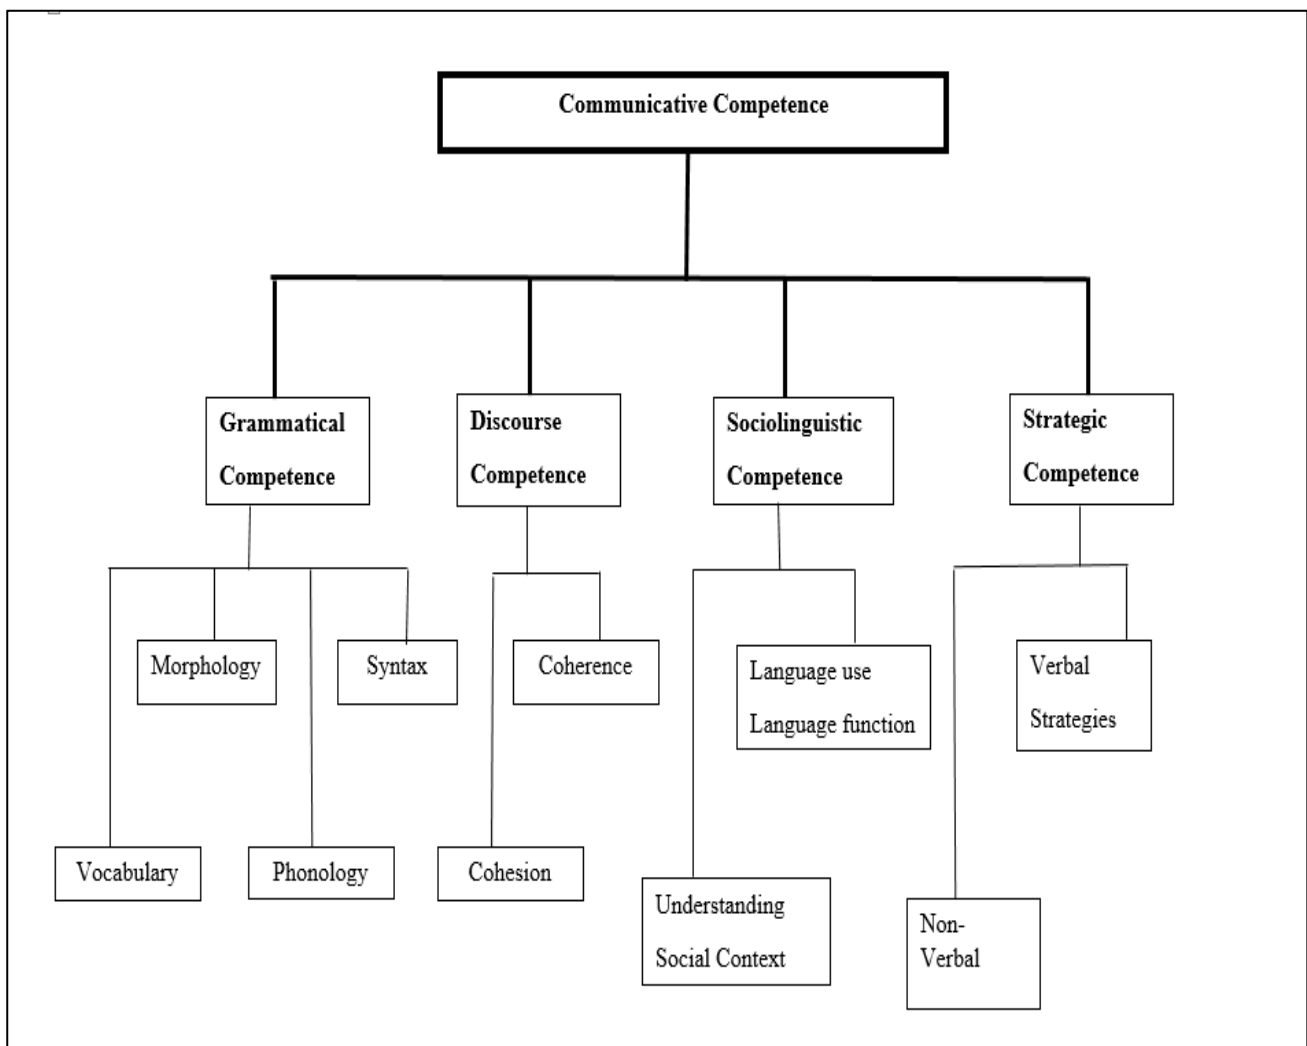 Communicative Competence
Grammatical
Competence
Discourse
Competence
Sociolinguistic
Competence
Strategic
Competence
Morphology
Syntax
Coherence
Language use
Language function
Verbal
Strategies
Vocabulary
Phonology
Cohesion
Understanding
Social Context
Non-
Verbal